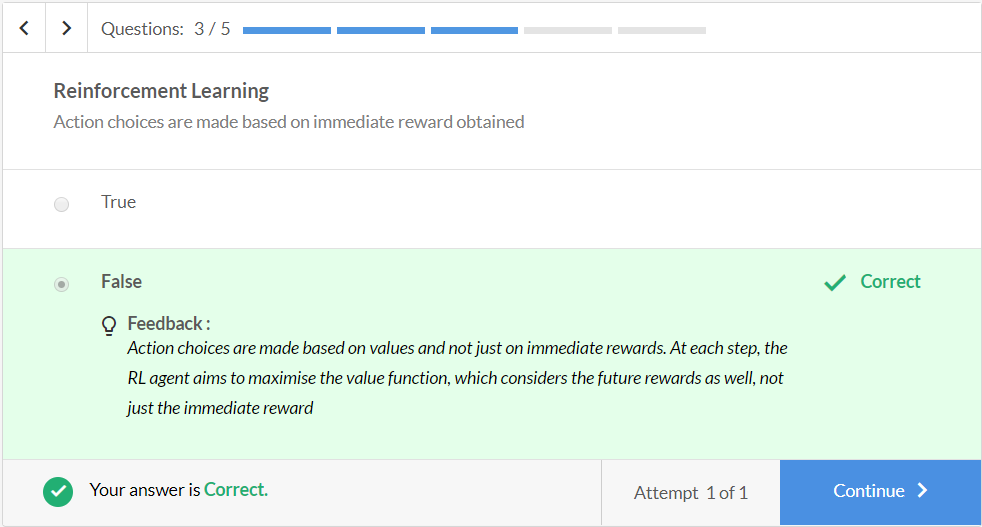 Questions: 3 / 5
Reinforcement Learning
Action choices are made based on immediate reward obtained
True
False
Correct
Feedback :
Action choices are made based on values and not just on immediate rewards. At each step, the
RL agent aims to maximise the value function, which considers the future rewards as well, not
just the immediate reward
Your answer is Correct.
Attempt 1 of 1
Continue